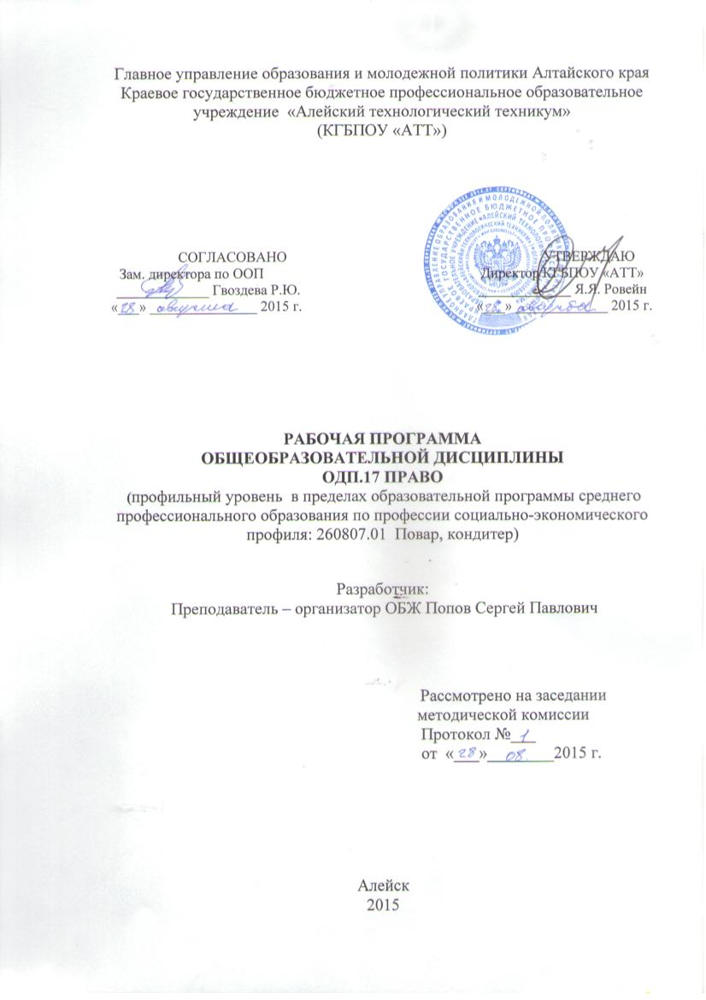 Главное управление образования и молодежной политики Алтайского края
Краевое государственное бюджетное профессиональное образовательное
учреждение «Алейский технологический техникум»
(КГБПОУ «АТТ»)
СОГЛАСОВАНО
Зам. директора по ООП
____________ Гвоздева Р.Ю.
«28» августа 2015 г.
УТВЕРЖДАЮ
Директор КГБПОУ «АТТ»
____________ Я.Я. Ровейн
«28» августа 2015 г.
РАБОЧАЯ ПРОГРАММА
ОБЩЕОБРАЗОВАТЕЛЬНОЙ ДИСЦИПЛИНЫ
ОДП.17 ПРАВО
(профильный уровень в пределах образовательной программы среднего
профессионального образования по профессии социально-экономического
профиля: 260807.01 Повар, кондитер)
Разработчик:
Преподаватель – организатор ОБЖ Попов Сергей Павлович
Рассмотрено на заседании
методической комиссии
Протокол № 1
от «28» 08. 2015 г.
Алейск
2015